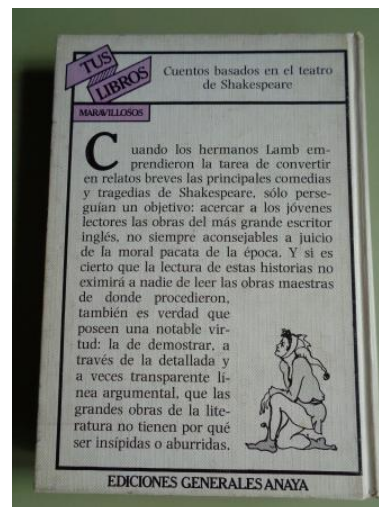 TUS
LIBROS
MARAVILLOSOS
Cuentos basados en el teatro
de Shakespeare
Cuando los hermanos Lamb em-
prendieron la tarea de convertir
en relatos breves las principales comedias
y tragedias de Shakespeare, sólo perse-
guían un objetivo: acercar a los jóvenes
lectores las obras del más grande escritor
inglés, no siempre aconsejables a juicio
de la moral pacata de la época. Y si es
cierto que la lectura de estas historias no
eximirá a nadie de leer las obras maestras
de donde procedieron,
también es verdad que
poseen una notable vir-
tud: la de demostrar, a
través de la detallada y
a veces transparente lí-
nea argumental, que las
grandes obras de la lite-
ratura no tienen por qué
ser insípidas o aburridas.
EDICIONES GENERALES ANAYA